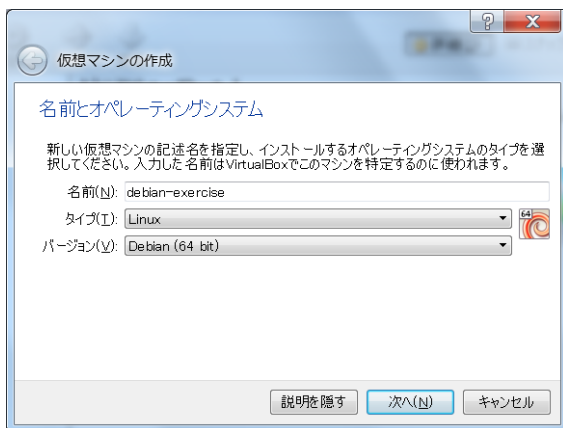 仮想マシンの作成
名前とオペレーティングシステム
新しい仮想マシンの記述名を指定し、インストールするオペレーティングシステムのタイプを選
択してください。入力した名前はVirtualBoxでこのマシンを特定するのに使われます。
名前(N): debian-exercise
タイプ(T): Linux
64
バージョン(V): Debian (64 bit)
説明を隠す 次へ(N) キャンセル